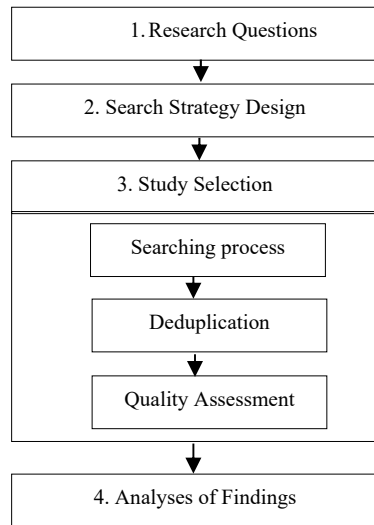 1. Research Questions
2. Search Strategy Design
3. Study Selection
Searching process
Deduplication
Quality Assessment
4. Analyses of Findings